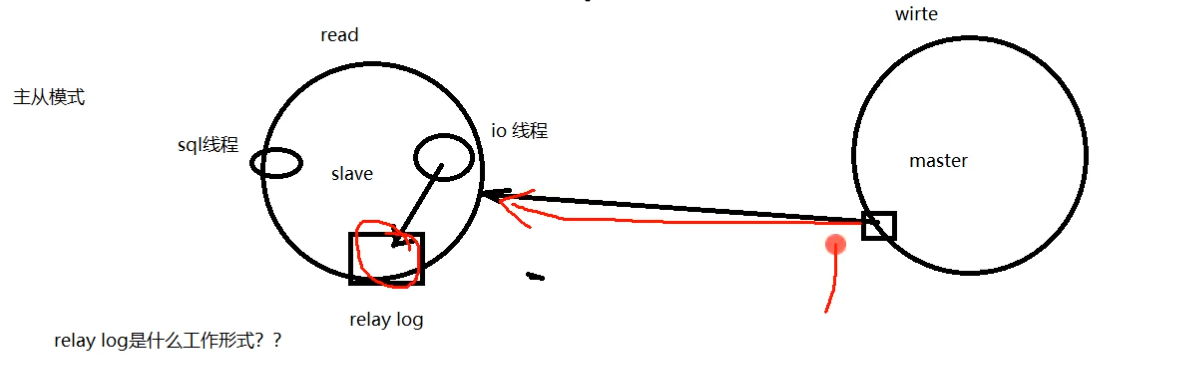 wirte
read
主从模式
io 线程
sql线程
slave
master
relay log
relay log是什么工作形式？？